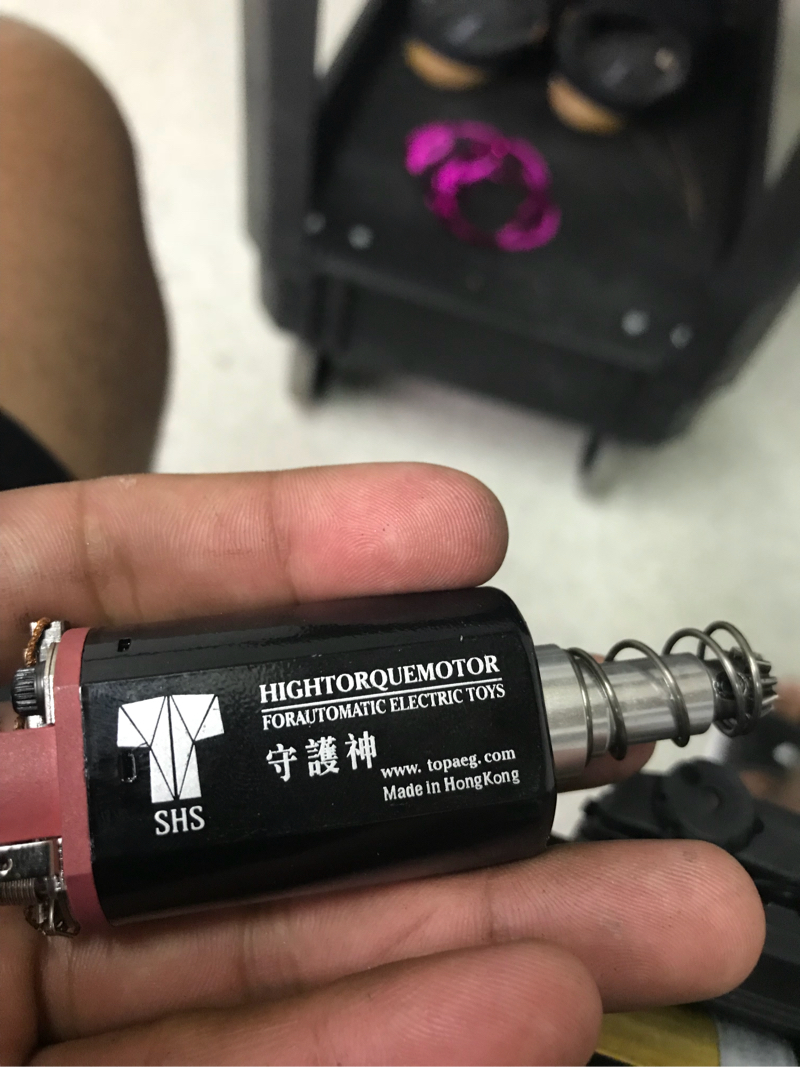 HIGHTORQUEMOTOR
FORAUTOMATIC ELECTRIC TOYS
守護神
www. topaeg. com
Made in HongKong
SHS